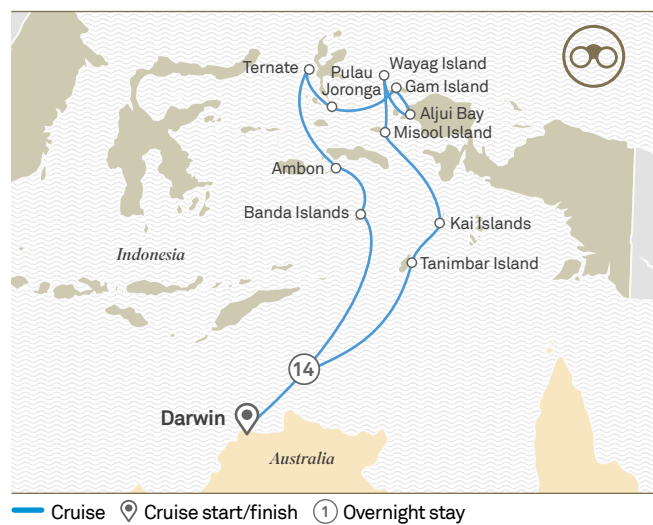 Ternate
Pulau
Joronga
Wayag Island
Gam Island
Aljui Bay
Misool Island
Ambon
Banda Islands
Kai Islands
Indonesia
Tanimbar Island
14
Darwin
Australia
Cruise
Cruise start/finish
1 Overnight stay